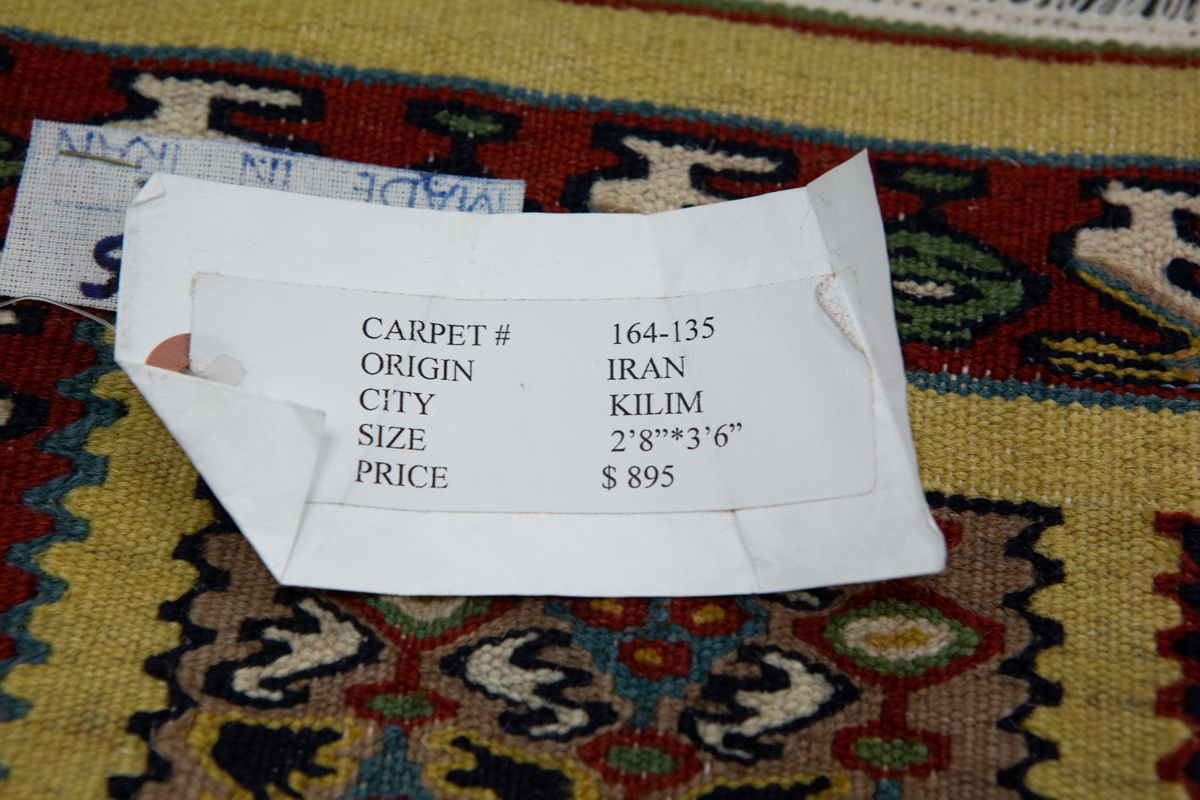 MADE IN IRAN
CARPET # 164-135
ORIGIN IRAN
CITY KILIM
SIZE 2’8”*3’6”
PRICE $ 895